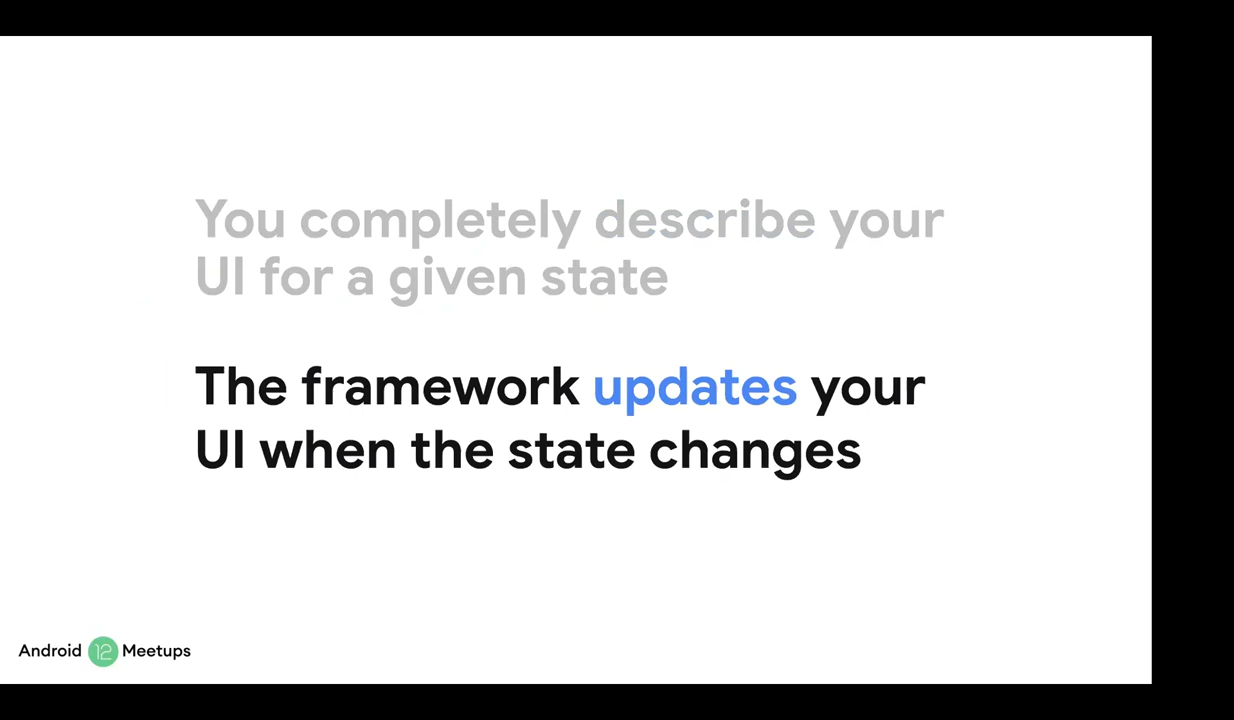 You completely describe your
UI for a given state
The framework updates your
UI when the state changes
Android 12 Meetups